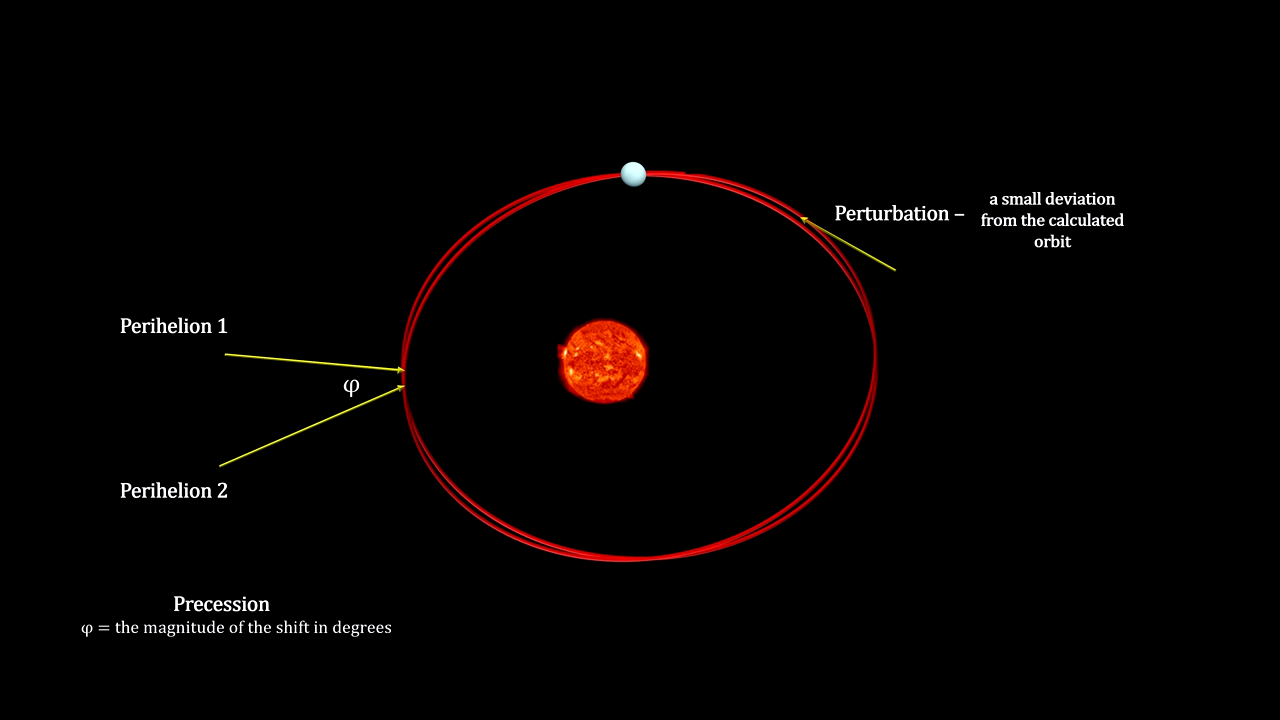 Perturbation –
a small deviation
from the calculated
orbit
Perihelion 1
φ
Perihelion 2
Precession
φ = the magnitude of the shift in degrees